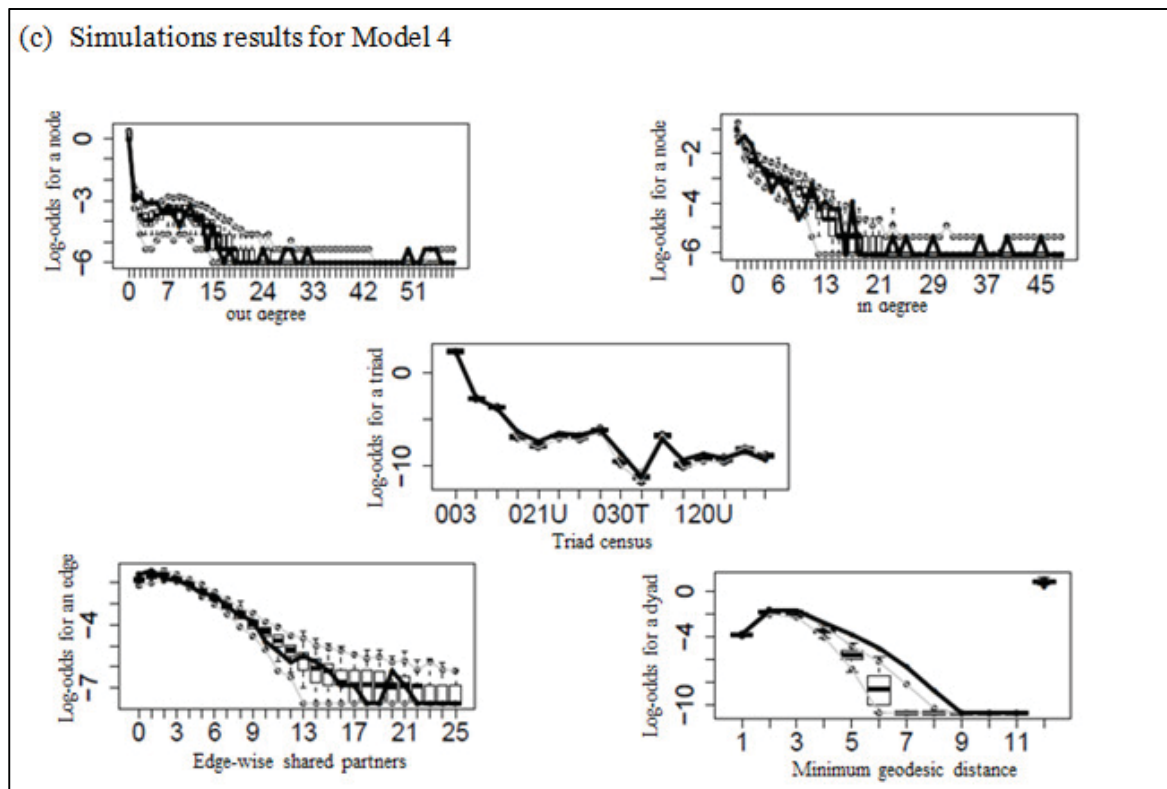 (c) Simulations results for Model 4
Log-odds for a node
0
-3
-6
0 7 15 24 33 42 51
out degree
Log-odds for a node
-2
-4
-6
0 6 13 21 29 37 45
in degree
Log-odds for a triad
0
-10
003 021U 030T 120U
Triad census
Log-odds for an edge
-4
-7
0 3 6 9 13 17 21 25
Edge-wise shared partners
Log-odds for a dyad
0
-4
-10
1 3 5 7 9 11
Minimum geodesic distance